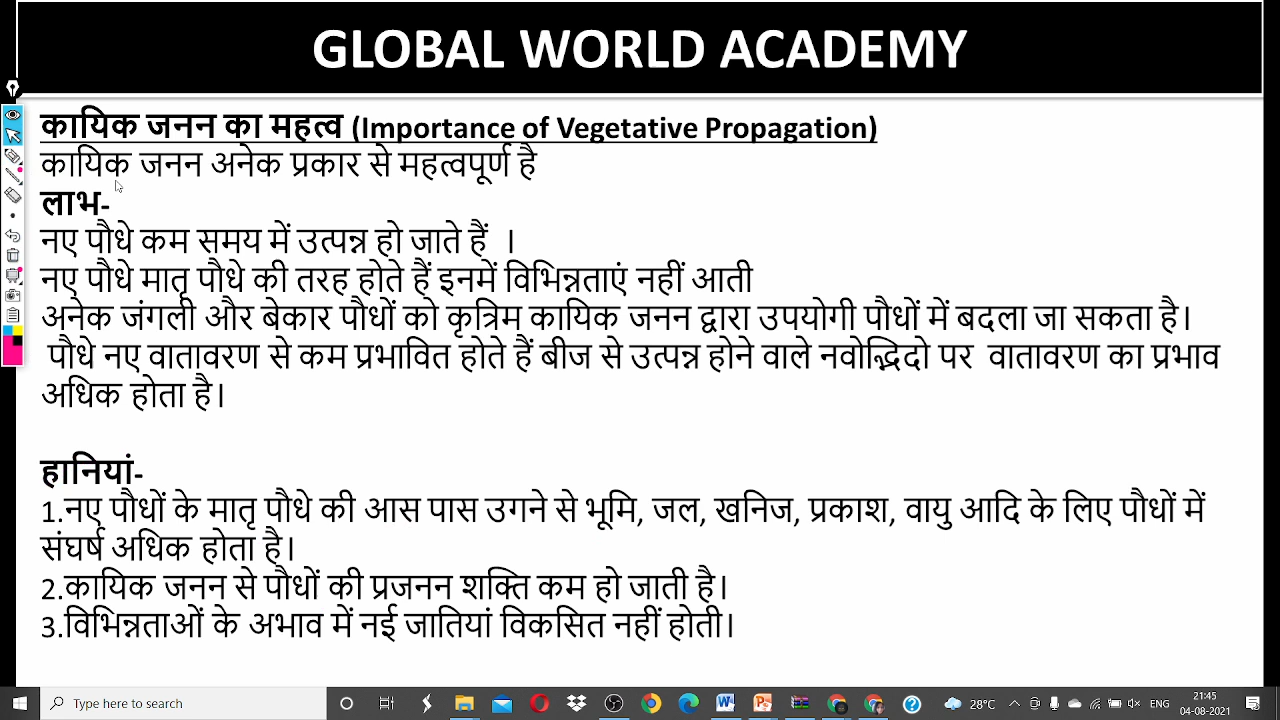 GLOBAL WORLD ACADEMY
कायिक जनन का महत्व (Importance of Vegetative Propagation)
कायिक जनन अनेक प्रकार से महत्वपूर्ण है
लाभ-
नए पौधे कम समय में उत्पन्न हो जाते हैं ।
नए पौधे मातृ पौधे की तरह होते हैं इनमें विभिन्नताएं नहीं आती
अनेक जंगली और बेकार पौधों को कृत्रिम कायिक जनन द्वारा उपयोगी पौधों में बदला जा सकता है।
पौधे नए वातावरण से कम प्रभावित होते हैं बीज से उत्पन्न होने वाले नवोद्भिदो पर वातावरण का प्रभाव
अधिक होता है।
हानियां-
1.नए पौधों के मातृ पौधे की आस पास उगने से भूमि, जल, खनिज, प्रकाश, वायु आदि के लिए पौधों में
संघर्ष अधिक होता है।
2.कायिक जनन से पौधों की प्रजनन शक्ति कम हो जाती है।
3.विभिन्नताओं के अभाव में नई जातियां विकसित नहीं होती।
Type here to search
28°C
ENG
21:45
04-08-2021